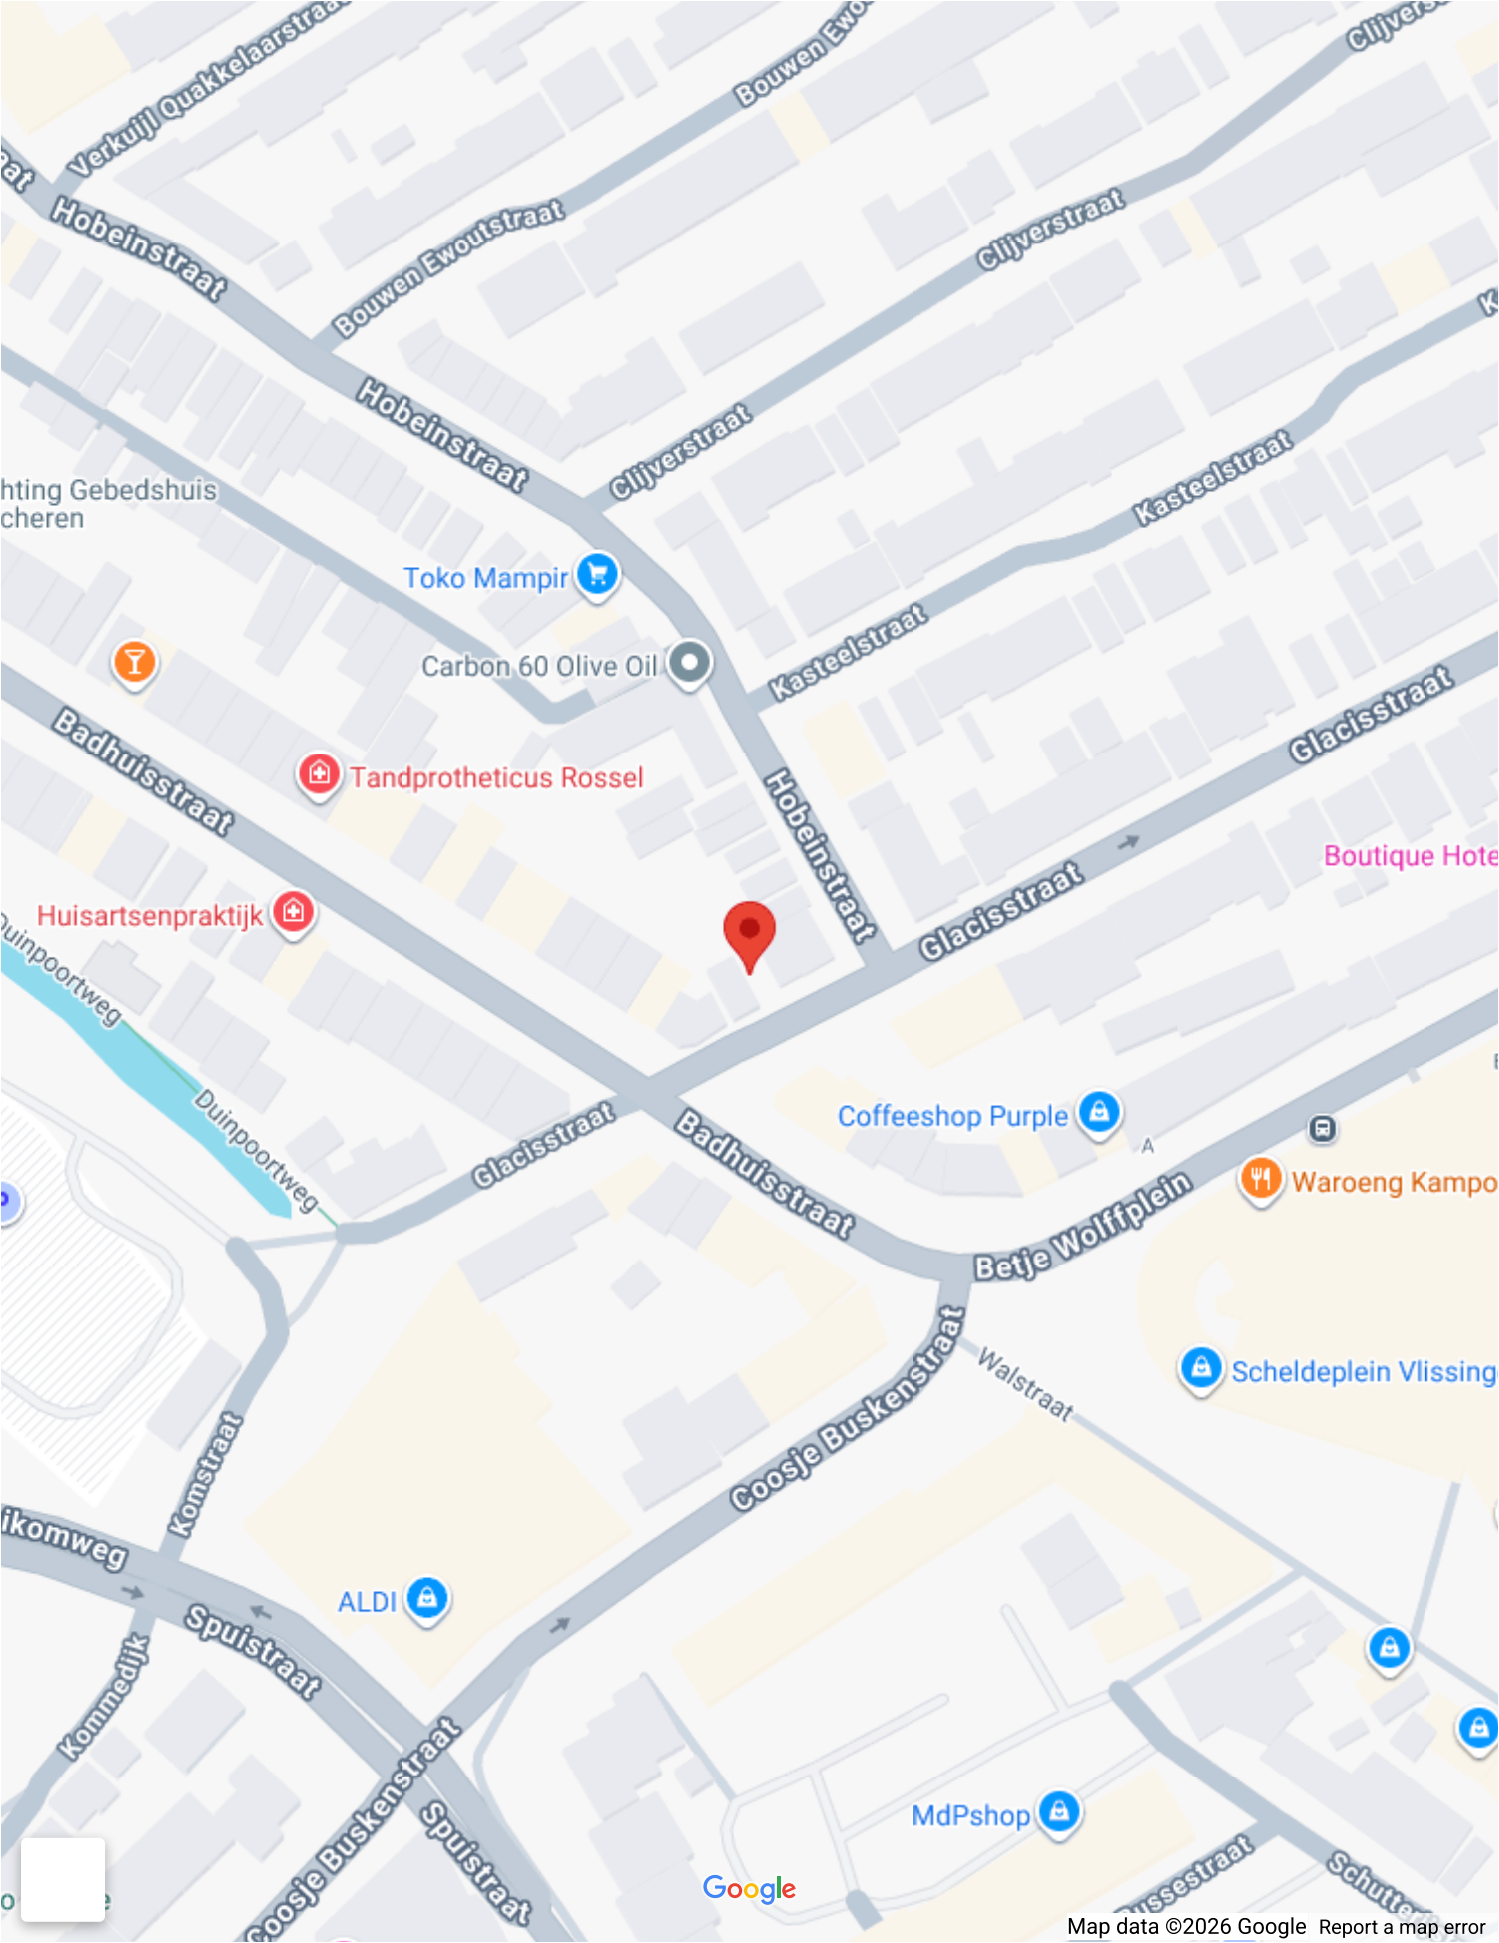 Verkuijl Quakkelaarstraat
Bouwen Ewou
Clijvers
Hobeinstraat
Bouwen Ewoutstraat
Clijverstraat
Hobeinstraat
Clijverstraat
Kasteelstraat
hting Gebedshuis
cheren
Toko Mampir
Carbon 60 Olive Oil
Kasteelstraat
Glacisstraat
Badhuisstraat
Tandprotheticus Rossel
Hobeinstraat
Boutique Hote
Glacisstraat
Huisartsenpraktijk
Duinpoortweg
Duinpoortweg
Glacisstraat
Badhuisstraat
Coffeeshop Purple
A
Waroeng Kampo
Betje Wolffplein
Scheldeplein Vlissing
Walstraat
Coosje Buskenstraat
Komstraat
ikomweg
ALDI
Spuistraat
Kommedijk
Coosje Buskenstraat
Spuistraat
MdPshop
Bussestraat
Google
Map data ©2026 Google
Report a map error